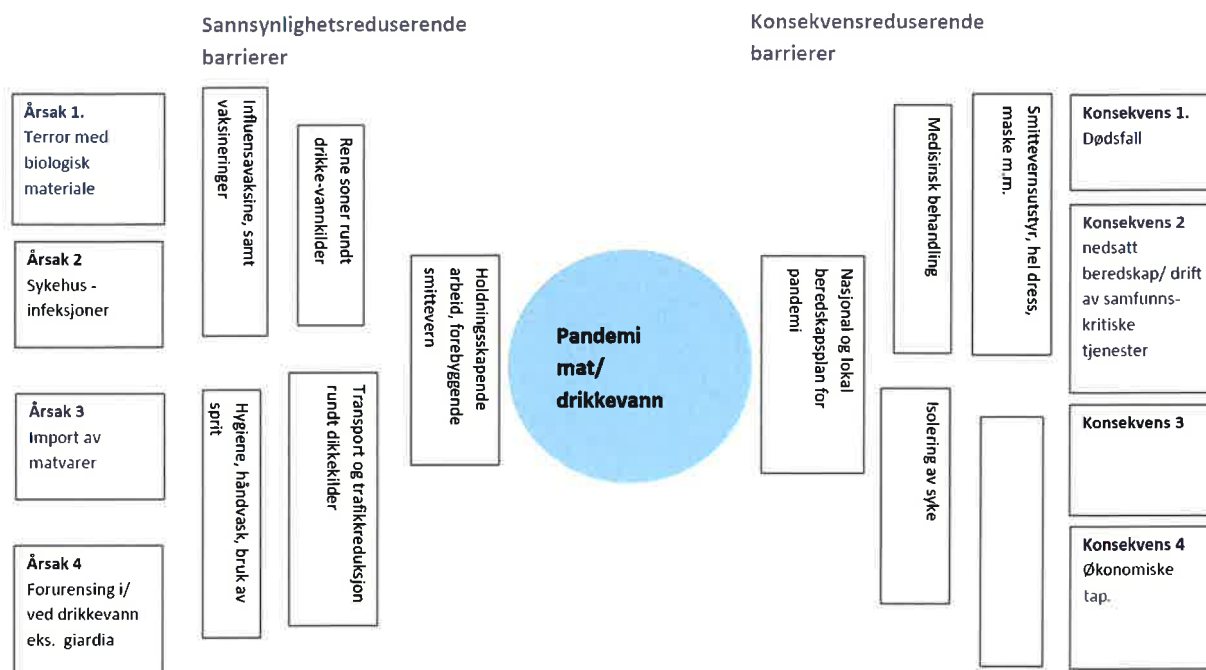 Sannsynlighetsreduserende
barrierer
Konsekvensreduserende
barrierer
Årsak 1.
Terror med
biologisk
materiale
Årsak 2
Sykehus -
infeksjoner
Årsak 3
Import av
matvarer
Årsak 4
Forurensing i/
ved drikkevann
eks. giardia
Influensavaksine, samt
vaksineringer
Hygiene, håndvask, bruk av
sprit
Rene soner rundt
drikke-vannkilder
Transport og trafikkreduksjon
rundt dikkekilder
Holdningsskapende
arbeid, forebyggende
smittevern
Pandemi
mat/
drikkevann
Nasjonal og lokal
beredskapsplan for
pandemi
Medisinsk behandling
Isolering av syke
Smittevernsutstyr, hel dress,
maske m.m.
Konsekvens 1.
Dødsfall
Konsekvens 2
nedsatt
beredskap/ drift
av samfunns-
kritiske
tjenester
Konsekvens 3
Konsekvens 4
Økonomiske
tap.